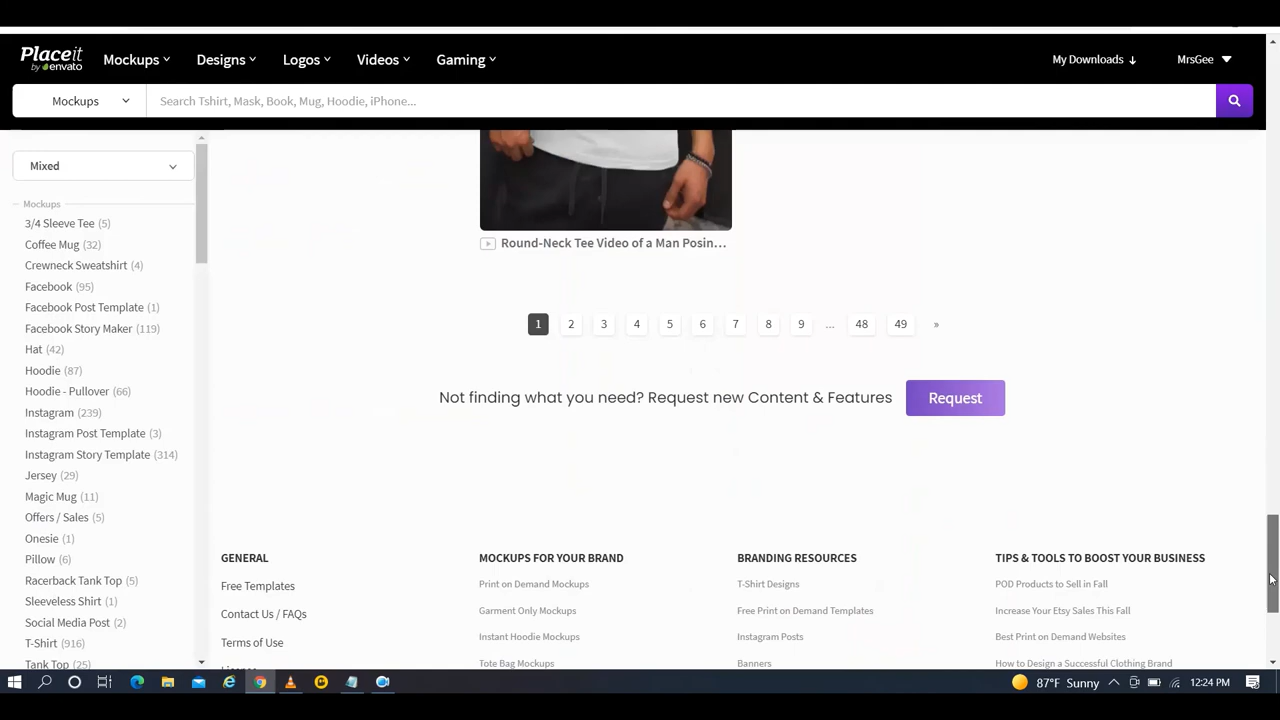 Placeit
by envato
Mockups
Designs
Logos
Videos
Gaming
My Downloads
MrsGee
Mockups
Search Tshirt, Mask, Book, Mug, Hoodie, iPhone...
Mixed
Mockups
3/4 Sleeve Tee (5)
Coffee Mug (32)
Crewneck Sweatshirt (4)
Facebook (95)
Facebook Post Template (1)
Facebook Story Maker (119)
Hat (42)
Hoodie (87)
Hoodie - Pullover (66)
Instagram (239)
Instagram Post Template (3)
Instagram Story Template (314)
Jersey (29)
Magic Mug (11)
Offers / Sales (5)
Onesie (1)
Pillow (6)
Racerback Tank Top (5)
Sleeveless Shirt (1)
Social Media Post (2)
T-Shirt (916)
Tank Top (25)
Round-Neck Tee Video of a Man Posin...
1 2 3 4 5 6 7 8 9 ... 48 49 »
Not finding what you need? Request new Content & Features
Request
GENERAL
Free Templates
Contact Us / FAQs
Terms of Use
MOCKUPS FOR YOUR BRAND
Print on Demand Mockups
Garment Only Mockups
Instant Hoodie Mockups
Tote Bag Mockups
BRANDING RESOURCES
T-Shirt Designs
Free Print on Demand Templates
Instagram Posts
Banners
TIPS & TOOLS TO BOOST YOUR BUSINESS
POD Products to Sell in Fall
Increase Your Etsy Sales This Fall
Best Print on Demand Websites
How to Design a Successful Clothing Brand
87°F Sunny
12:24 PM